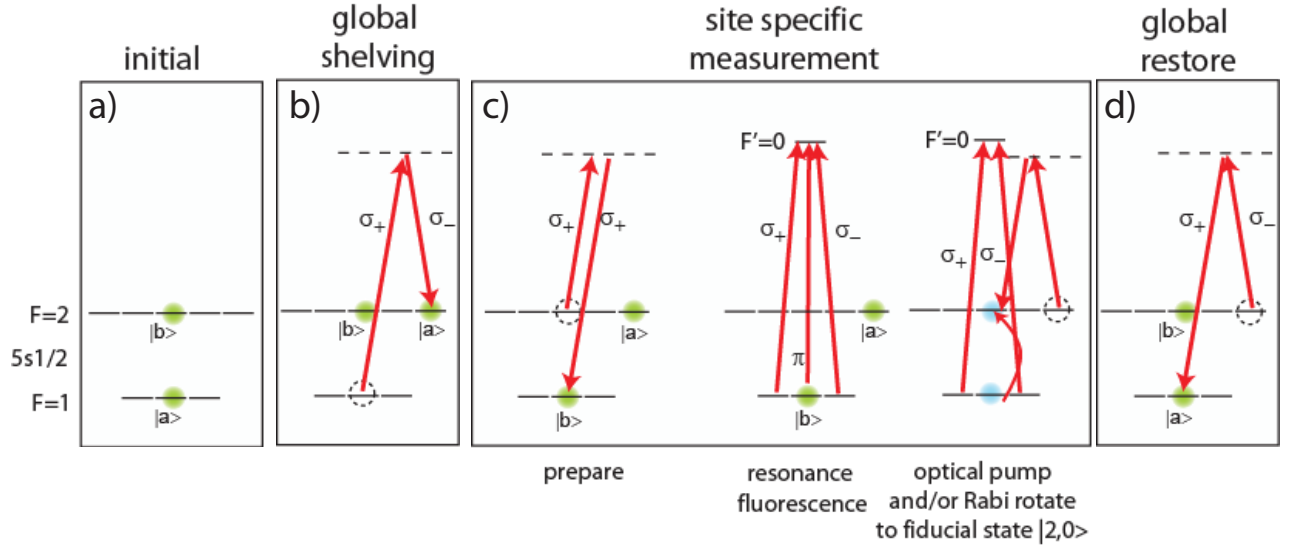 initial
global
shelving
site specific
measurement
global
restore
a)
b)
c)
d)
F=2
5s1/2
F=1
|b>
|a>
σ+
σ-
|b>
|a>
σ+
σ+
|a>
|b>
F'=0
σ+
σ-
π
|a>
|b>
F'=0
σ+
σ-
σ+
σ-
|b>
|a>
prepare
resonance
fluorescence
optical pump
and/or Rabi rotate
to fiducial state |2,0>